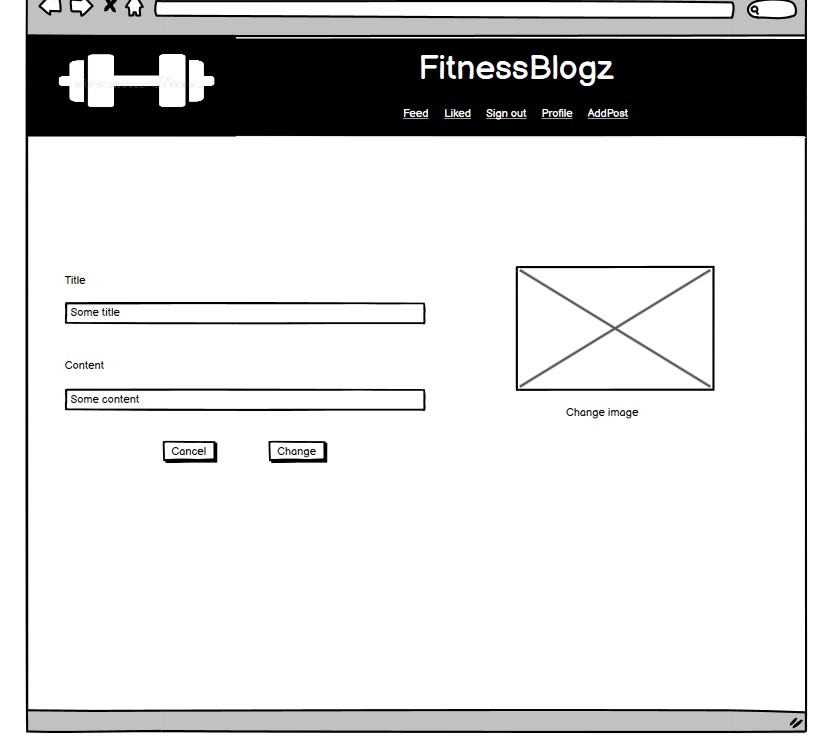 FitnessBlogz
Feed Liked Sign out Profile AddPost
Title
Some title
Content
Some content
Change image
Cancel Change